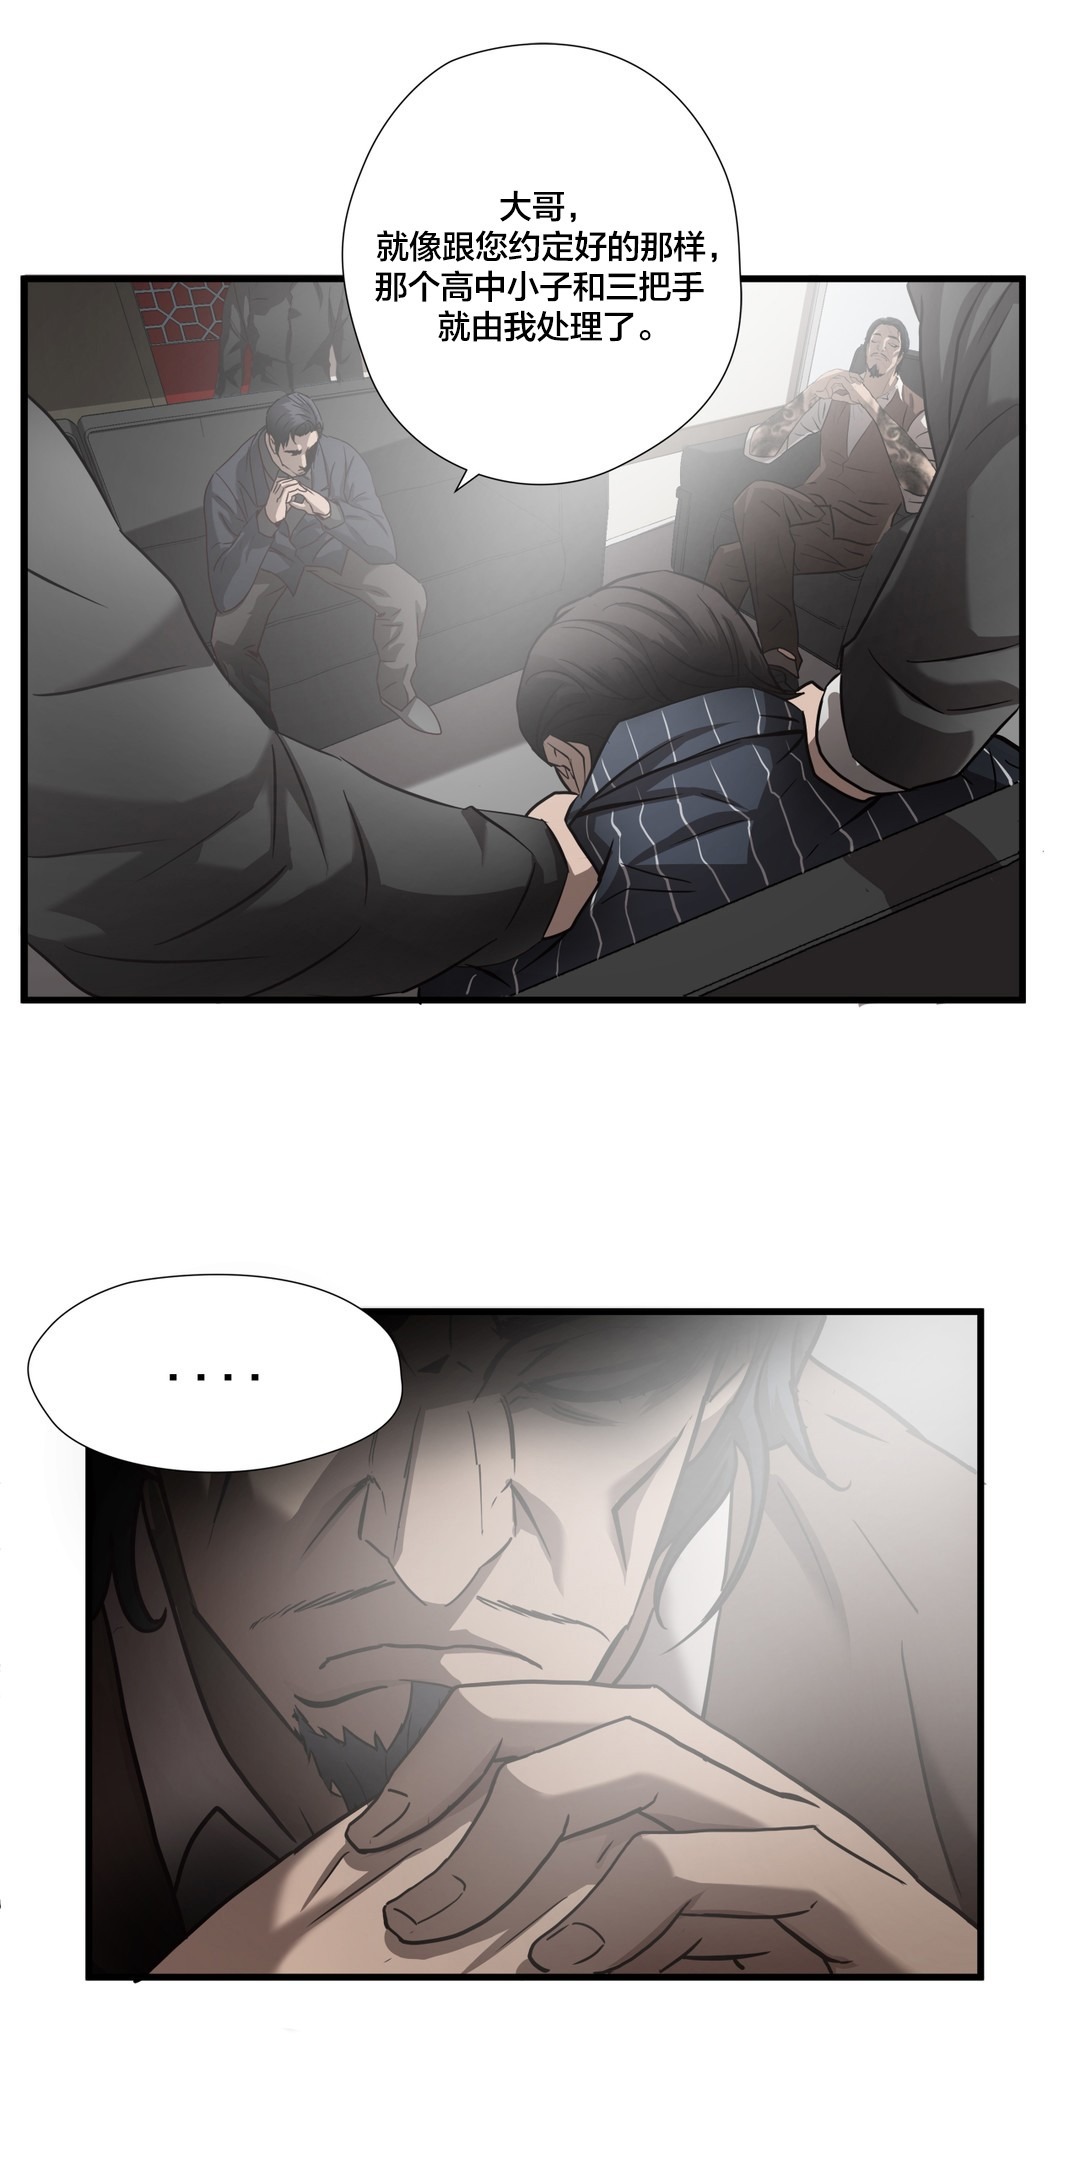 大哥，
就像跟您约定好的那样，
那个高中小子和三把手
就由我处理了。
....